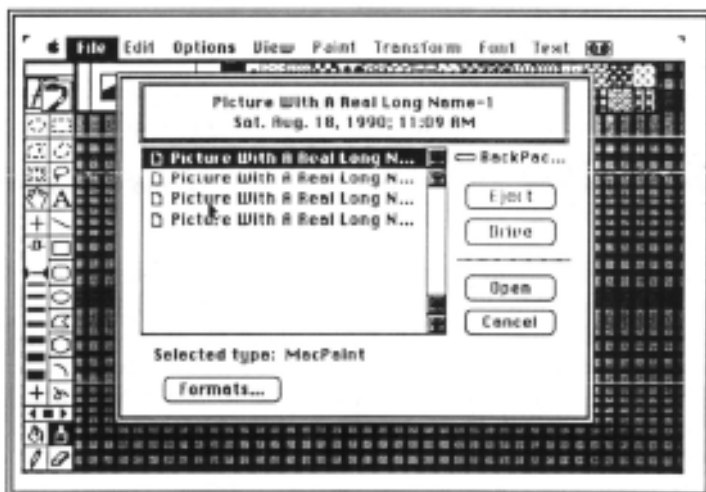 File Edit Options View Paint Transform Font Text
Picture With A Real Long Name-1
Sat. Aug. 18, 1990; 11:09 AM
Picture With A Real Long N...
Picture With A Real Long N...
Picture With A Real Long N...
Picture With A Real Long N...
BackPac...
Eject
Drive
Open
Cancel
Selected type: MacPaint
Formats...
A